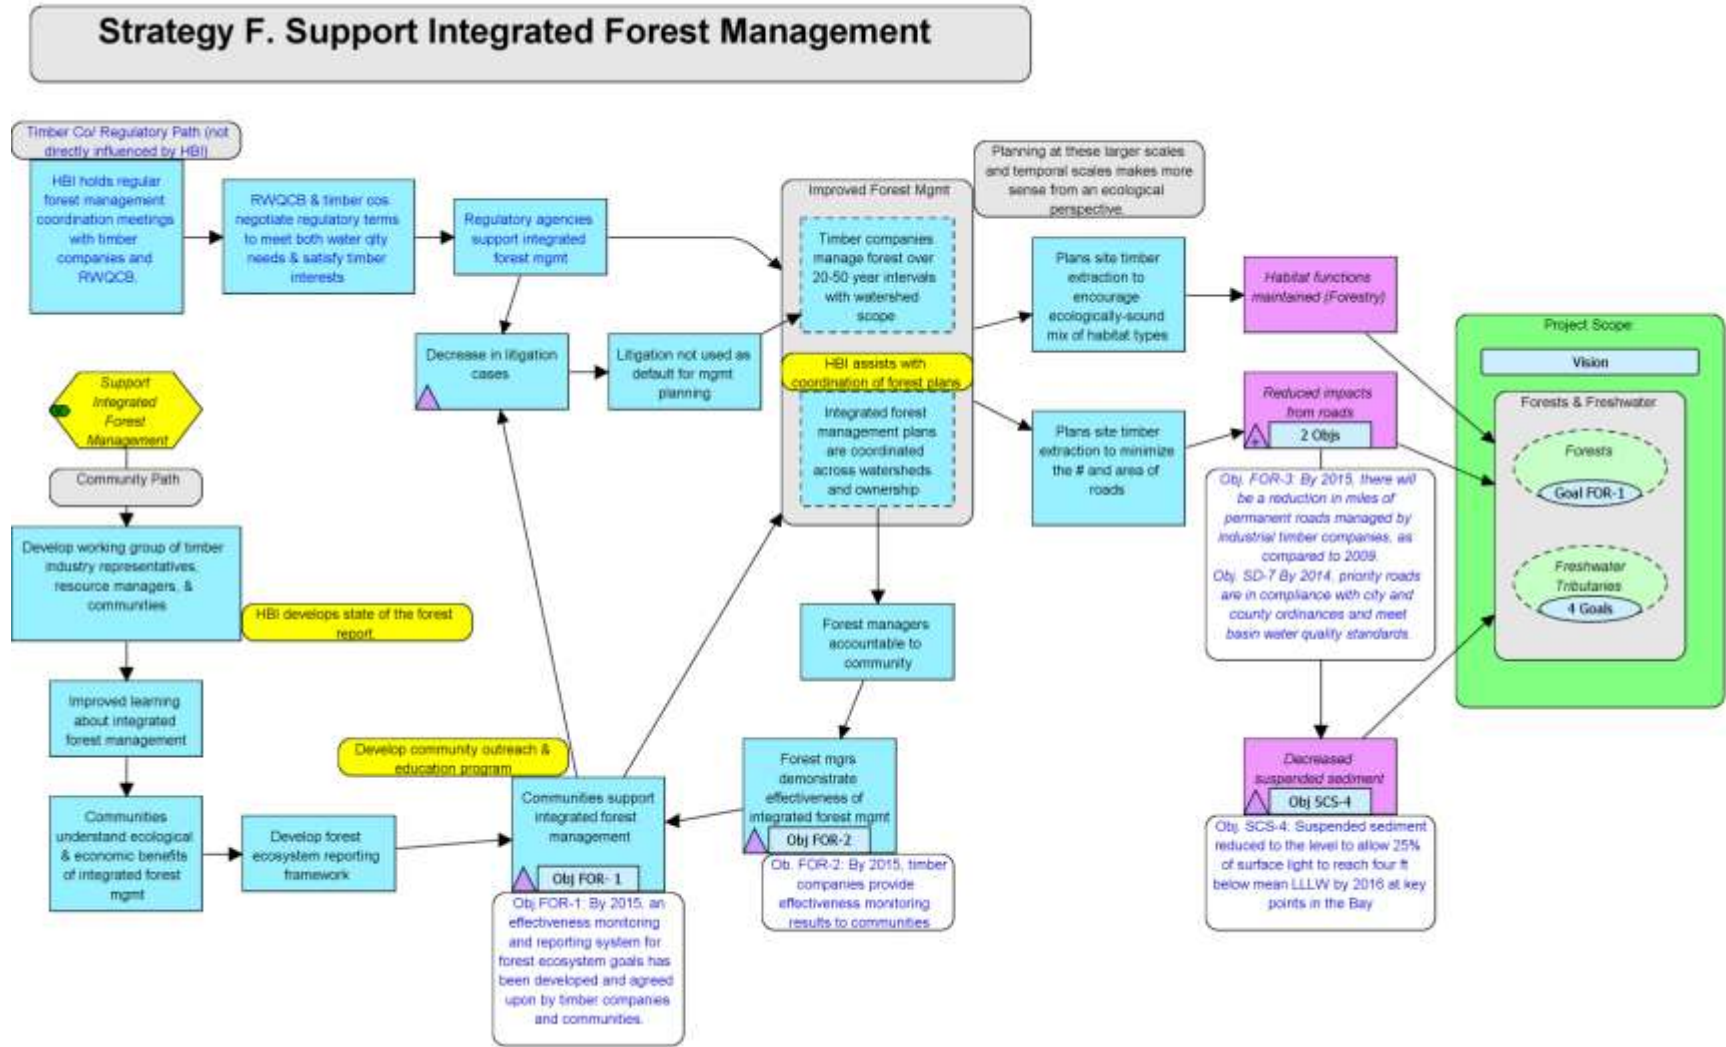 Strategy F. Support Integrated Forest Management
Timber Co/ Regulatory Path (not
directly influenced by HBI)
HBI holds regular
forest management
coordination meetings
with timber
companies and
RWQCB.
RWQCB & timber cos
negotiate regulatory terms
to meet both water qlty
needs & satisfy timber
interests
Regulatory agencies
support integrated
forest mgmt
Decrease in litigation
cases
Litigation not used as
default for mgmt
planning
Improved Forest Mgmt
Timber companies
manage forest over
20-50 year intervals
with watershed
scope
HBI assists with
coordination of forest plans
Integrated forest
management plans
are coordinated
across watersheds
and ownership
Planning at these larger scales
and temporal scales makes more
sense from an ecological
perspective.
Plans site timber
extraction to
encourage
ecologically-sound
mix of habitat types
Plans site timber
extraction to minimize
the # and area of
roads
Habitat functions
maintained (Forestry)
Reduced impacts
from roads
2 Objs
Obj. FOR-3: By 2015, there will
be a reduction in miles of
permanent roads managed by
industrial timber companies, as
compared to 2009.
Obj. SD-7 By 2014, priority roads
are in compliance with city and
county ordinances and meet
basin water quality standards.
Decreased
suspended sediment
Obj SCS-4
Obj. SCS-4: Suspended sediment
reduced to the level to allow 25%
of surface light to reach four ft
below mean LLLW by 2016 at key
points in the Bay
Project Scope:
Vision
Forests & Freshwater
Forests
Goal FOR-1
Freshwater
Tributaries
4 Goals
Support
Integrated
Forest
Management
Community Path
Develop working group of timber
industry representatives,
resource managers, &
communities
HBI develops state of the forest
report.
Improved learning
about integrated
forest management
Communities
understand ecological
& economic benefits
of integrated forest
mgmt
Develop forest
ecosystem reporting
framework
Develop community outreach &
education program
Communities support
integrated forest
management
Obj FOR- 1
Obj FOR-1: By 2015, an
effectiveness monitoring
and reporting system for
forest ecosystem goals has
been developed and agreed
upon by timber companies
and communities.
Forest managers
accountable to
community
Forest mgrs
demonstrate
effectiveness of
integrated forest mgmt
Obj FOR-2
Ob. FOR-2: By 2015, timber
companies provide
effectiveness monitoring
results to communities